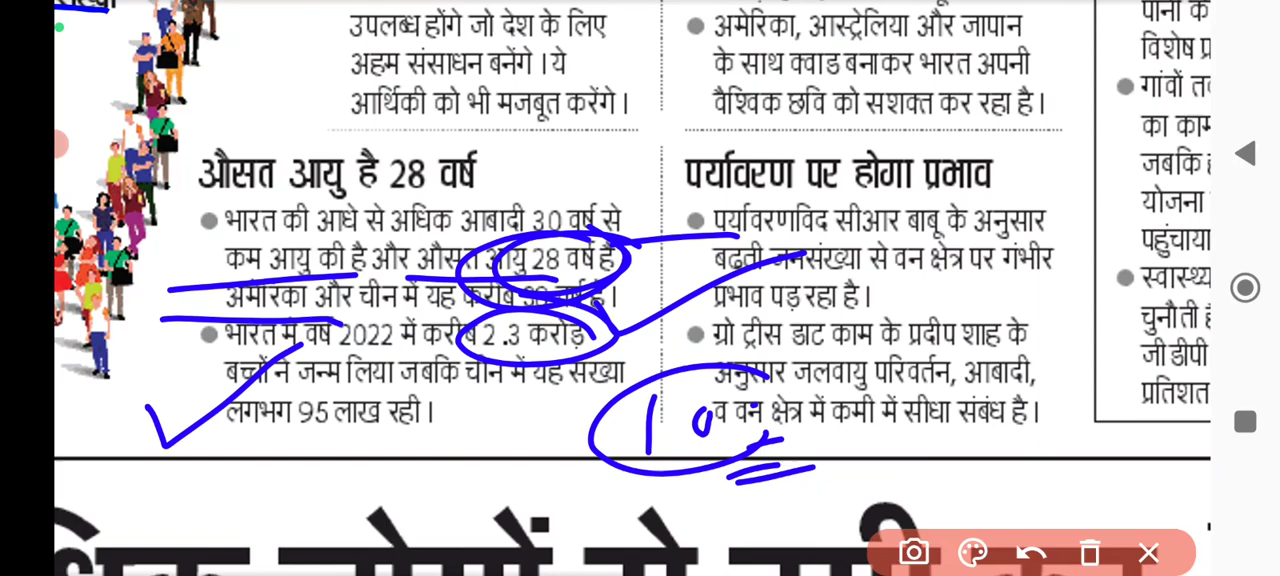 उपलब्ध होंगे जो देश के लिए
अहम संसाधन बनेंगे। ये
आर्थिकी को भी मजबूत करेंगे।
औसत आयु है 28 वर्ष
भारत की आधे से अधिक आबादी 30 वर्ष से
कम आयु की है और औसत आयु 28 वर्ष है
अमेरिका और चीन में यह करीब वर्ष है।
भारत में वर्ष 2022 में करीब 2.3 करोड़
बच्चों ने जन्म लिया जबकि चीन में यह संख्या
लगभग 95 लाख रही।
अमेरिका, आस्ट्रेलिया और जापान
के साथ क्वाड बनाकर भारत अपनी
वैश्विक छवि को सशक्त कर रहा है।
पर्यावरण पर होगा प्रभाव
पर्यावरणविद सीआर बाबू के अनुसार
बढ़ती जनसंख्या से वन क्षेत्र पर गंभीर
प्रभाव पड़ रहा है।
ग्रो ट्रीस डाट काम के प्रदीप शाह के
अनुसार जलवायु परिवर्तन, आबादी,
व वन क्षेत्र में कमी में सीधा संबंध है।
विशेष प्र
गांवों त
का काम
जबकि
योजना
पहुंचाया
स्वास्थ्य
चुनौती
जीडीपी
प्रतिशत